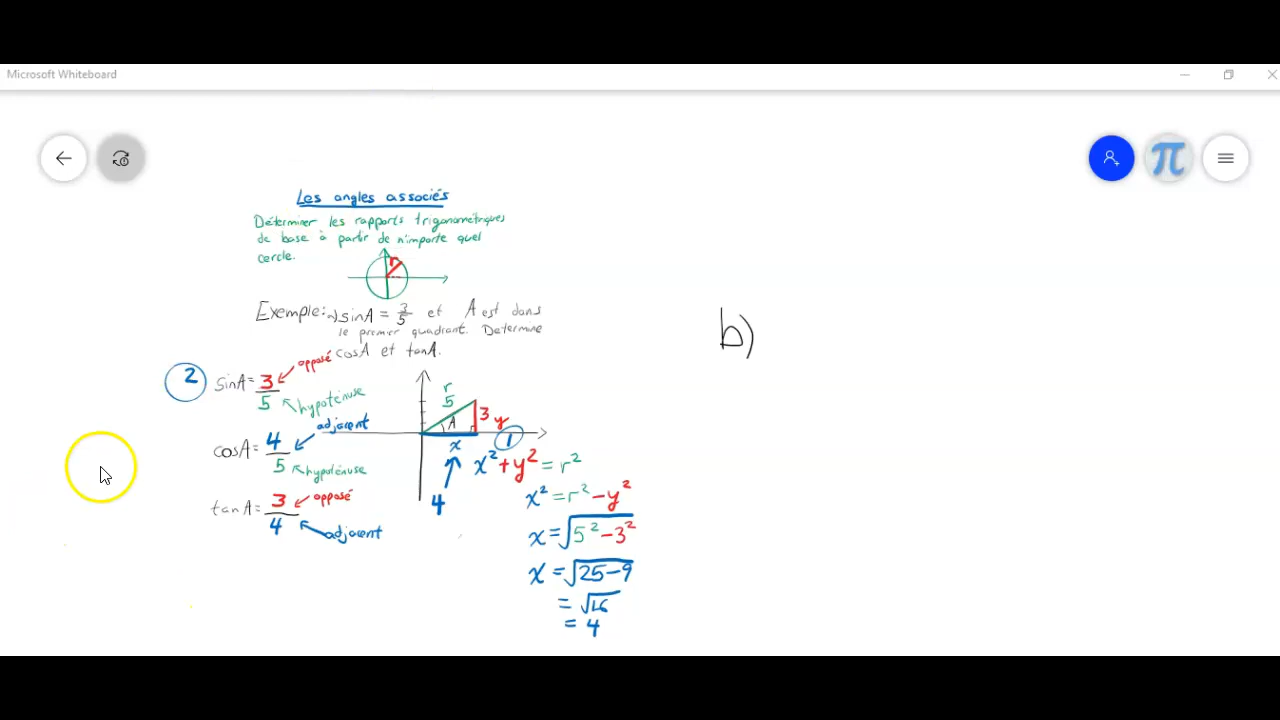 Microsoft Whiteboard
π
Les angles associés
Déterminer les rapports trigonométriques
de base à partir de n'importe quel
cercle.
r
Exemple: a) sinA = 3/5 et A est dans
le premier quadrant. Determine
cosA et tanA.
2
sinA = 3/5
opposé
hypoténuse
cosA = 4/5
adjacent
hypoténuse
tanA = 3/4
opposé
adjacent
r
5
A
3 y
x
1
4
x² + y² = r²
x² = r² - y²
x = √5² - 3²
x = √25 - 9
= √16
= 4
b)